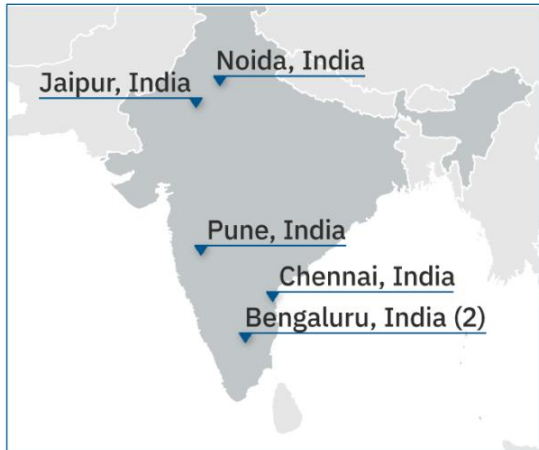 Noida, India
Jaipur, India
Pune, India
Chennai, India
Bengaluru, India (2)